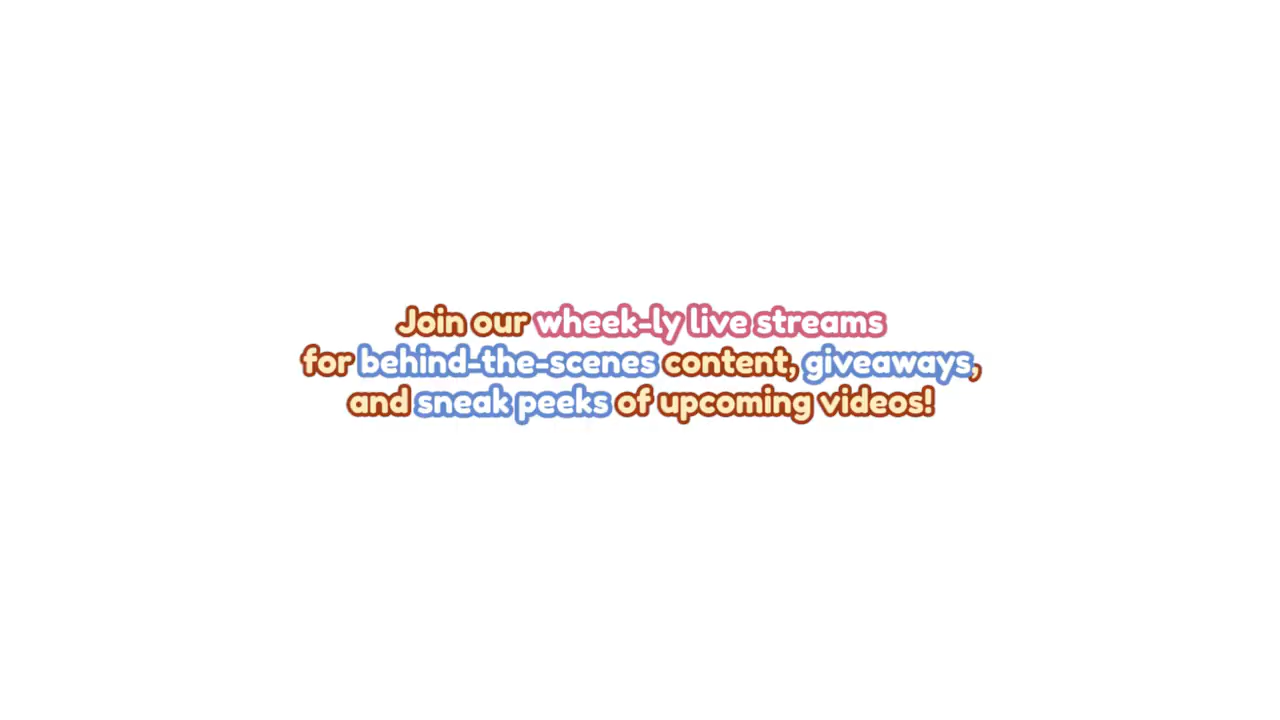 Join our wheek-ly live streams
for behind-the-scenes content, giveaways,
and sneak peeks of upcoming videos!